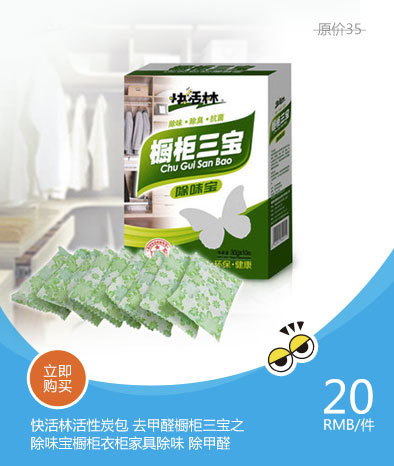 原价35
快活林
除味·除臭·抗菌
橱柜三宝
Chu Gui San Bao
除味宝
环保·健康
立即
购买
20
RMB/件
快活林活性炭包 去甲醛橱柜三宝之
除味宝橱柜衣柜家具除味 除甲醛